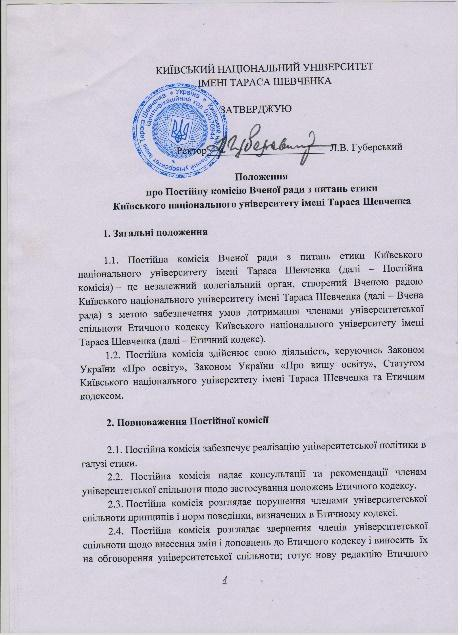 КИЇВСЬКИЙ НАЦІОНАЛЬНИЙ УНІВЕРСИТЕТ
ІМЕНІ ТАРАСА ШЕВЧЕНКА
ЗАТВЕРДЖУЮ
Ректор Л.В. Губерський
Положення
про Постійну комісію Вченої ради з питань етики
Київського національного університету імені Тараса Шевченка
1. Загальні положення
1.1. Постійна комісія Вченої ради з питань етики Київського
національного університету імені Тараса Шевченка (далі – Постійна
комісія) – це незалежний колегіальний орган, створений Вченою радою
Київського національного університету імені Тараса Шевченка (далі – Вчена
рада) з метою забезпечення умов дотримання членами університетської
спільноти Етичного кодексу Київського національного університету імені
Тараса Шевченка (далі – Етичний кодекс).
1.2. Постійна комісія здійснює свою діяльність, керуючись Законом
України «Про освіту», Законом України «Про вищу освіту», Статутом
Київського національного університету імені Тараса Шевченка та Етичним
кодексом.
2. Повноваження Постійної комісії
2.1. Постійна комісія забезпечує реалізацію університетської політики в
галузі етики.
2.2. Постійна комісія надає консультації та рекомендації членам
університетської спільноти щодо застосування положень Етичного кодексу.
2.3. Постійна комісія розглядає порушення членами університетської
спільноти принципів і норм поведінки, визначених в Етичному кодексі.
2.4. Постійна комісія розглядає звернення членів університетської
спільноти щодо внесення змін і доповнень до Етичного кодексу і виносить їх
на обговорення університетської спільноти; готує нову редакцію Етичного
1